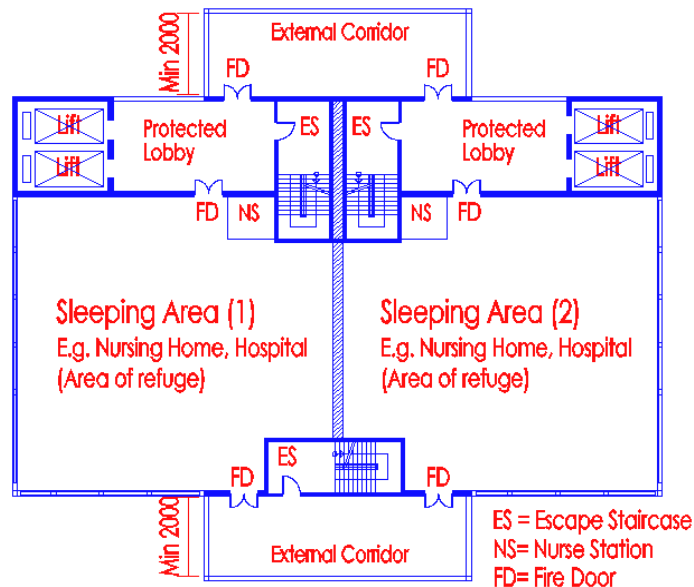 External Corridor
Min 2000
FD
FD
Lift
Protected
Lobby
ES
ES
Protected
Lobby
Lift
Lift
Lift
FD
NS
NS
FD
Sleeping Area (1)
E.g. Nursing Home, Hospital
(Area of refuge)
Sleeping Area (2)
E.g. Nursing Home, Hospital
(Area of refuge)
FD
ES
FD
Min 2000
External Corridor
ES = Escape Staircase
NS= Nurse Station
FD= Fire Door